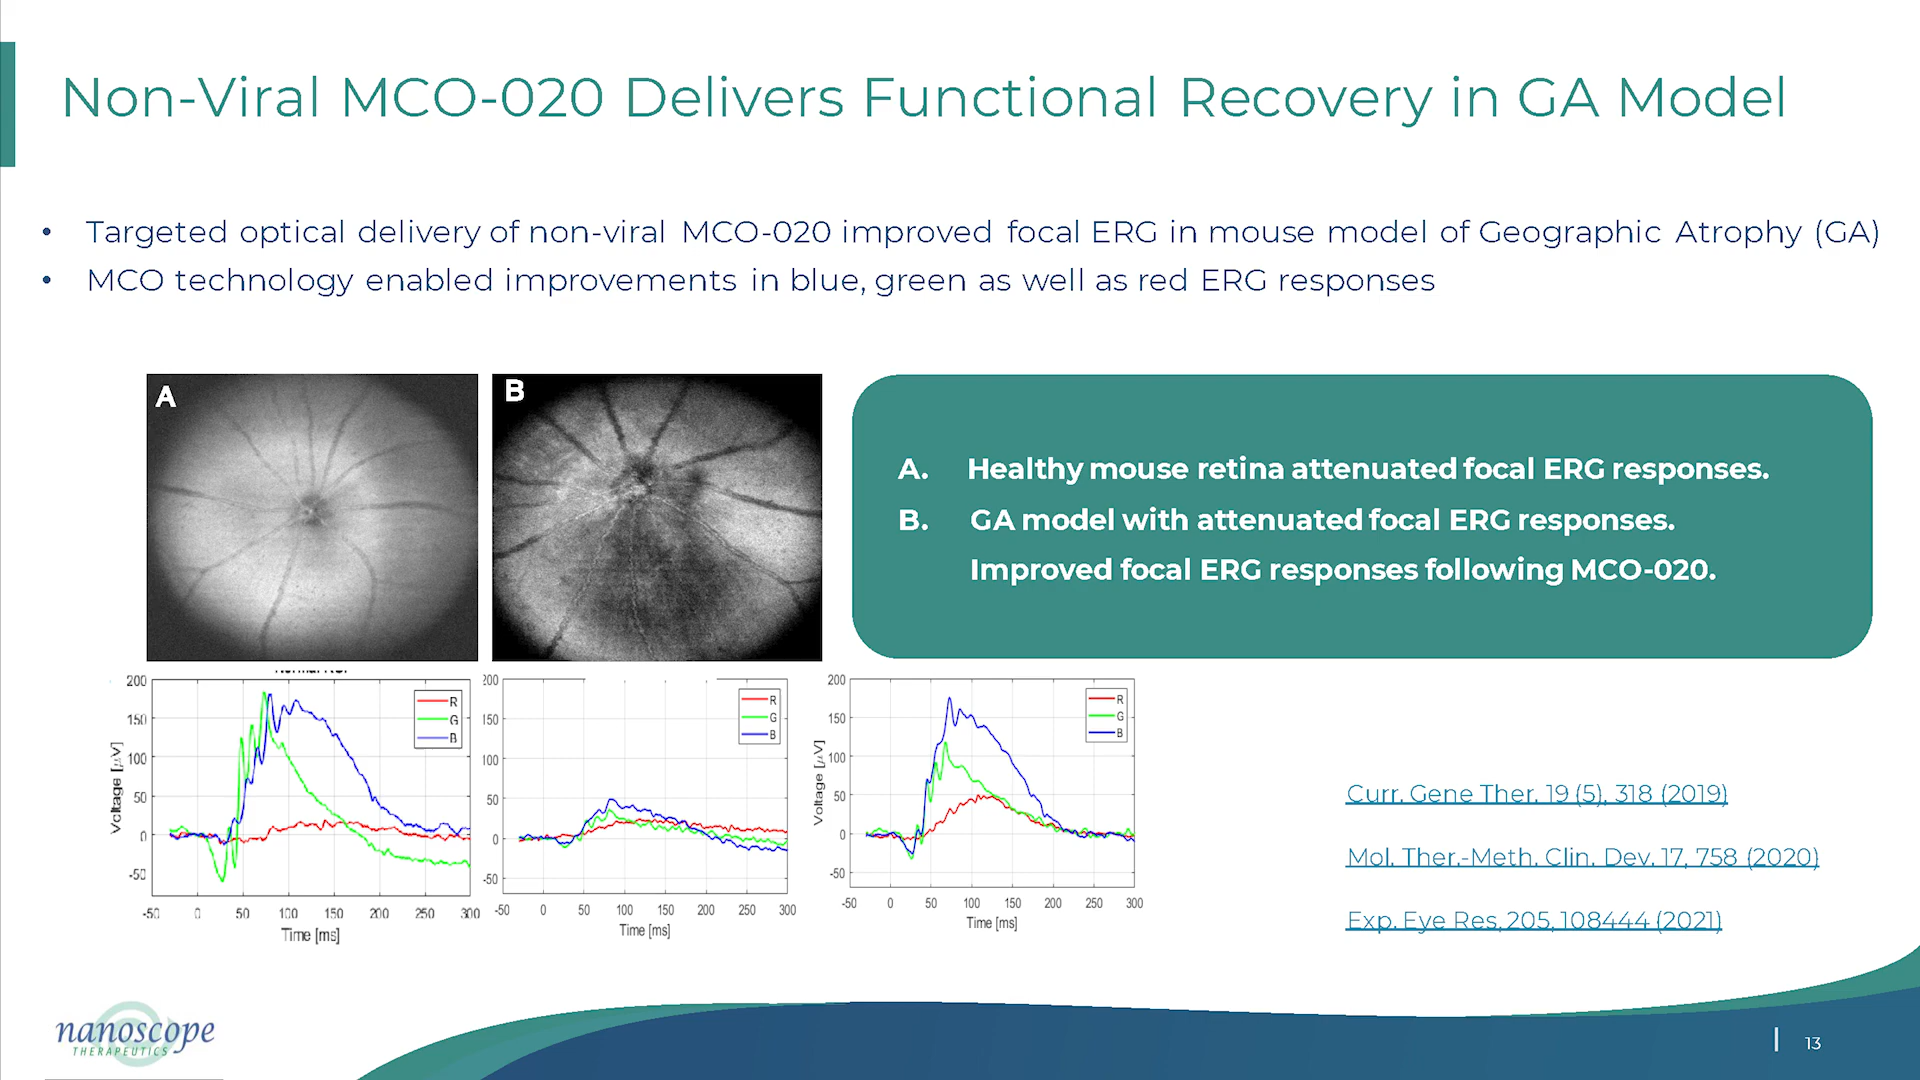 Non-Viral MCO-020 Delivers Functional Recovery in GA Model
• Targeted optical delivery of non-viral MCO-020 improved focal ERG in mouse model of Geographic Atrophy (GA)
• MCO technology enabled improvements in blue, green as well as red ERG responses
A
B
A. Healthy mouse retina attenuated focal ERG responses.
B. GA model with attenuated focal ERG responses.
Improved focal ERG responses following MCO-020.
200
150
100
50
0
-50
Voltage [μV]
R
G
B
-50 0 50 100 150 200 250 300
Time [ms]
200
150
100
50
0
-50
R
G
B
-50 0 50 100 150 200 250 300
Time [ms]
200
150
100
50
0
-50
Voltage [μV]
R
G
B
-50 0 50 100 150 200 250 300
Time [ms]
Curr. Gene Ther. 19 (5), 318 (2019)
Mol. Ther.-Meth. Clin. Dev. 17, 758 (2020)
Exp. Eye Res, 205, 108444 (2021)
nanoscope
THERAPEUTICS
13